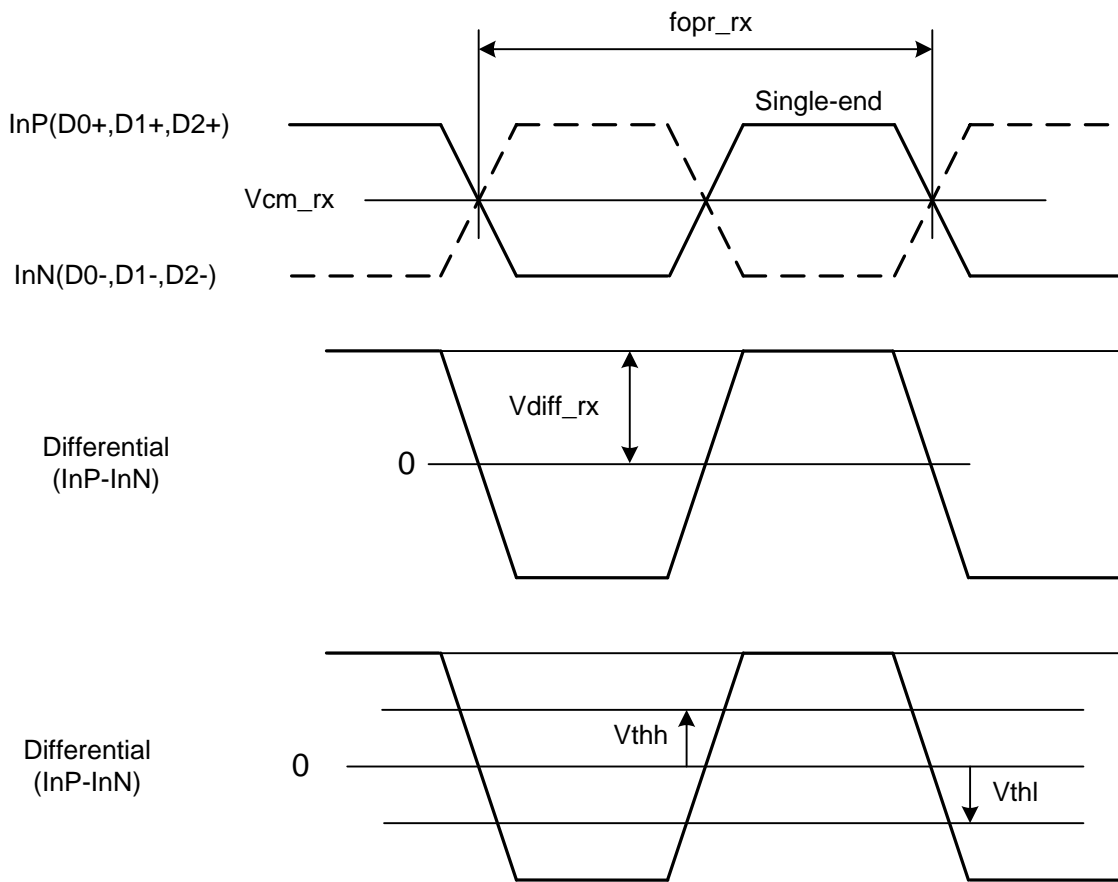 fopr_rx
Single-end
InP(D0+,D1+,D2+)
Vcm_rx
InN(D0-,D1-,D2-)
Vdiff_rx
Differential
(InP-InN)
0
Vthh
Differential
(InP-InN)
0
Vthl